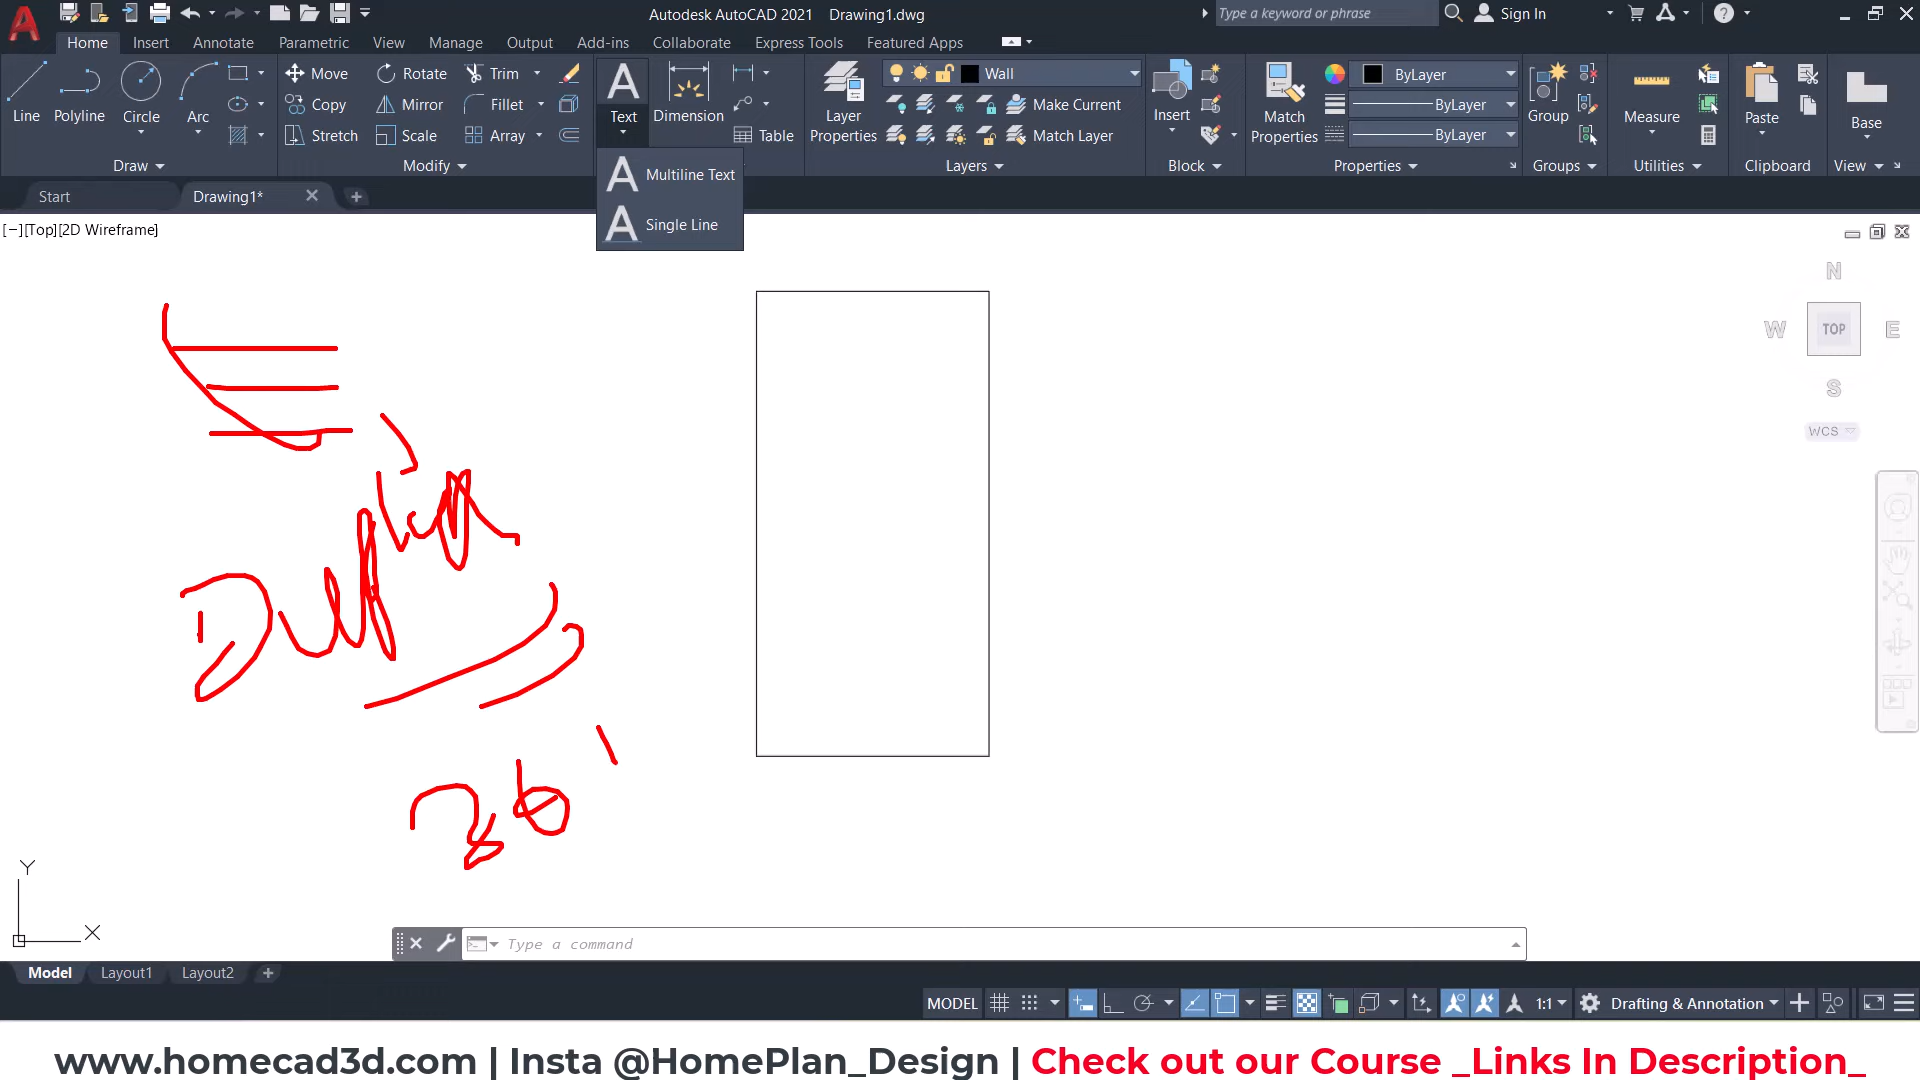 Autodesk AutoCAD 2021 Drawing1.dwg
Type a keyword or phrase
Sign In
Home Insert Annotate Parametric View Manage Output Add-ins Collaborate Express Tools Featured Apps
Line Polyline Circle Arc
Draw
Move Rotate Trim
Copy Mirror Fillet
Stretch Scale Array
Modify
Text Dimension Table
Multiline Text
Single Line
Layer Properties
Wall
Make Current
Match Layer
Layers
Insert
Block
Match Properties
ByLayer
ByLayer
ByLayer
Properties
Group
Groups
Measure
Utilities
Paste
Clipboard
Base
View
Start Drawing1*
[−][Top][2D Wireframe]
N
W TOP E
S
WCS
36'
Y
X
Type a command
Model Layout1 Layout2
MODEL 1:1 Drafting & Annotation
www.homecad3d.com | Insta @HomePlan_Design | Check out our Course _Links In Description_